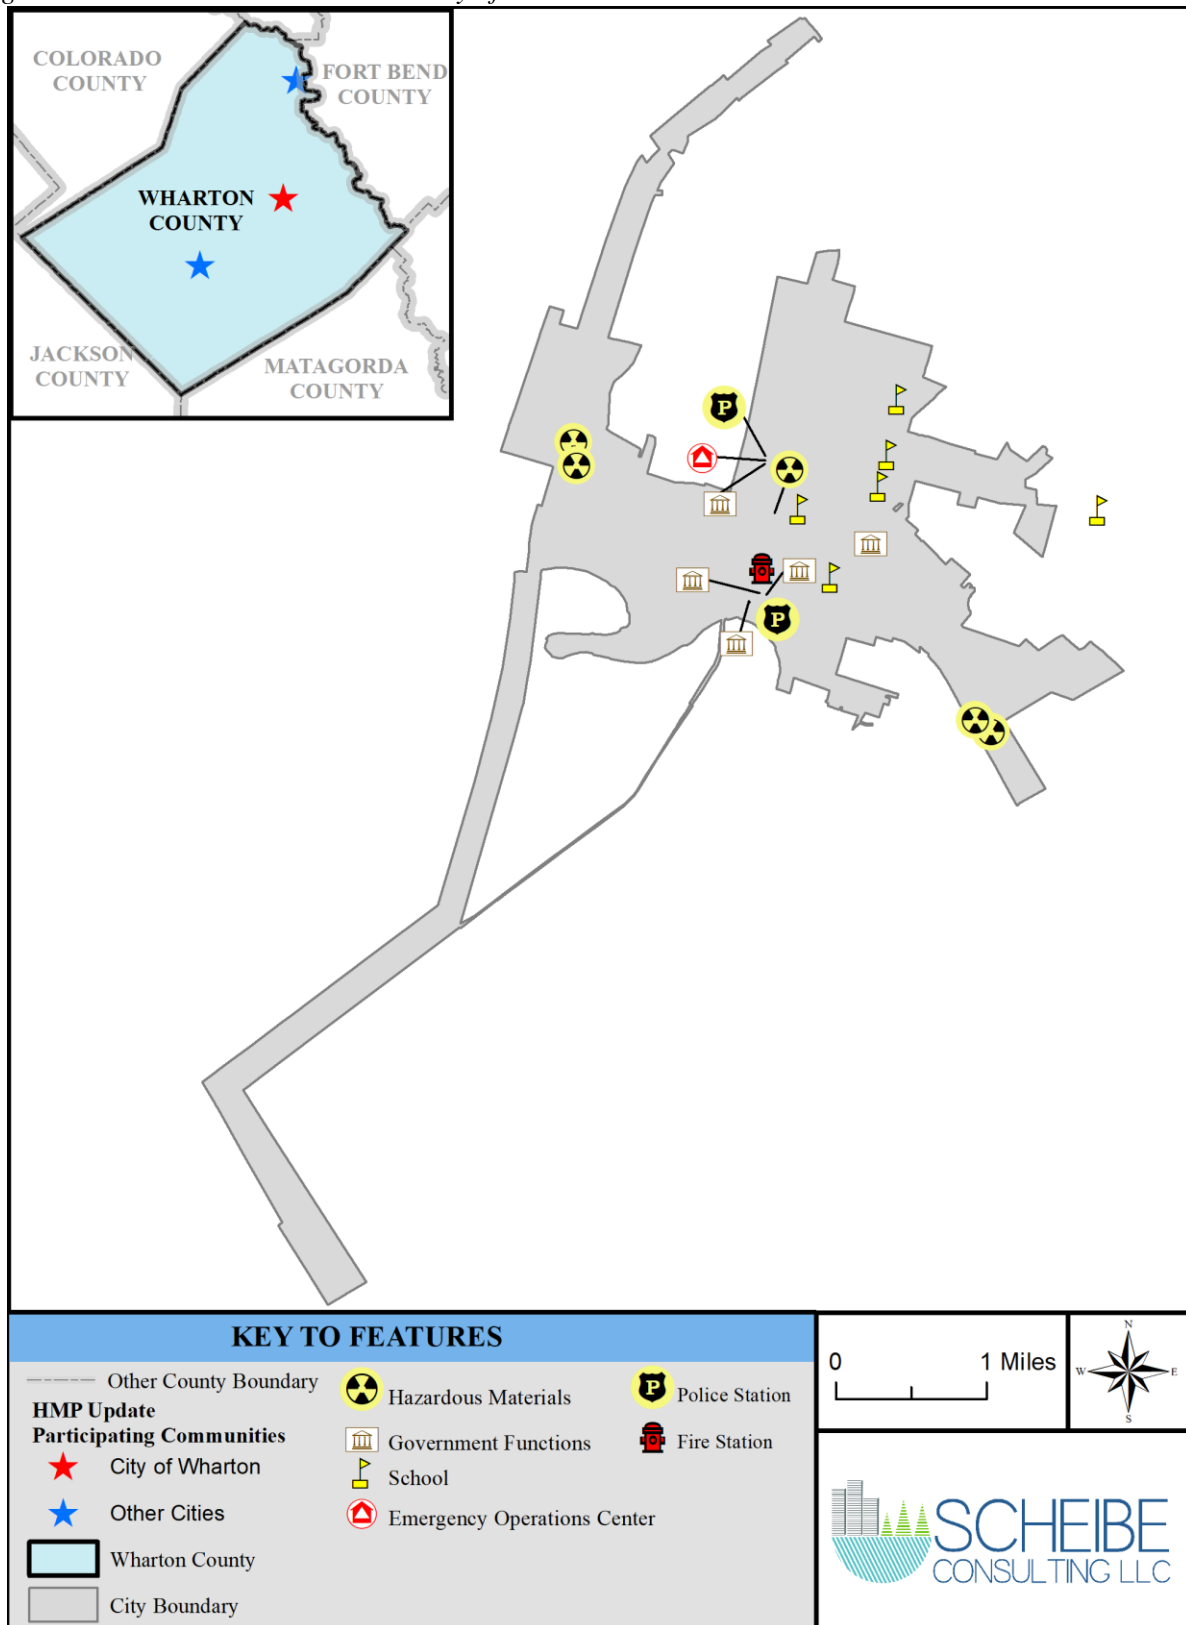 COLORADO
COUNTY
FORT BEND
COUNTY
WHARTON
COUNTY
JACKSON
COUNTY
MATAGORDA
COUNTY
P
P
KEY TO FEATURES
Other County Boundary
HMP Update
Participating Communities
City of Wharton
Other Cities
Wharton County
City Boundary
Hazardous Materials
Government Functions
School
Emergency Operations Center
P
Police Station
Fire Station
0 1 Miles
N
W E
S
SCHEIBE
CONSULTING LLC